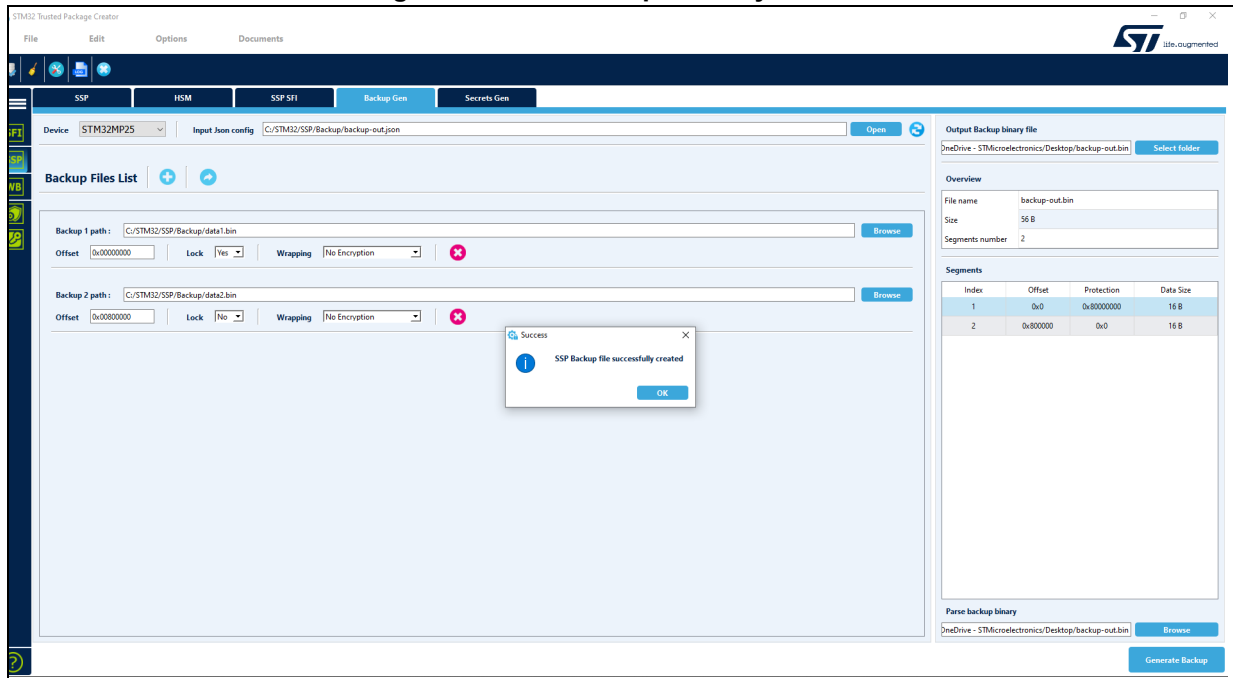 STM32 Trusted Package Creator
File Edit Options Documents
life.augmented
LOG
SSP HSM SSP SFI Backup Gen Secrets Gen
Device STM32MP25 Input Json config C:/STM32/SSP/Backup/backup-out.json Open
Backup Files List
Backup 1 path : C:/STM32/SSP/Backup/data1.bin Browse
Offset 0x00000000 Lock Yes Wrapping No Encryption
Backup 2 path : C:/STM32/SSP/Backup/data2.bin Browse
Offset 0x00800000 Lock No Wrapping No Encryption
Success
SSP Backup file successfully created
OK
Output Backup binary file
OneDrive - STMicroelectronics/Desktop/backup-out.bin Select folder
Overview
File name backup-out.bin
Size 56 B
Segments number 2
Segments
Index Offset Protection Data Size
1 0x0 0x80000000 16 B
2 0x800000 0x0 16 B
Parse backup binary
OneDrive - STMicroelectronics/Desktop/backup-out.bin Browse
Generate Backup